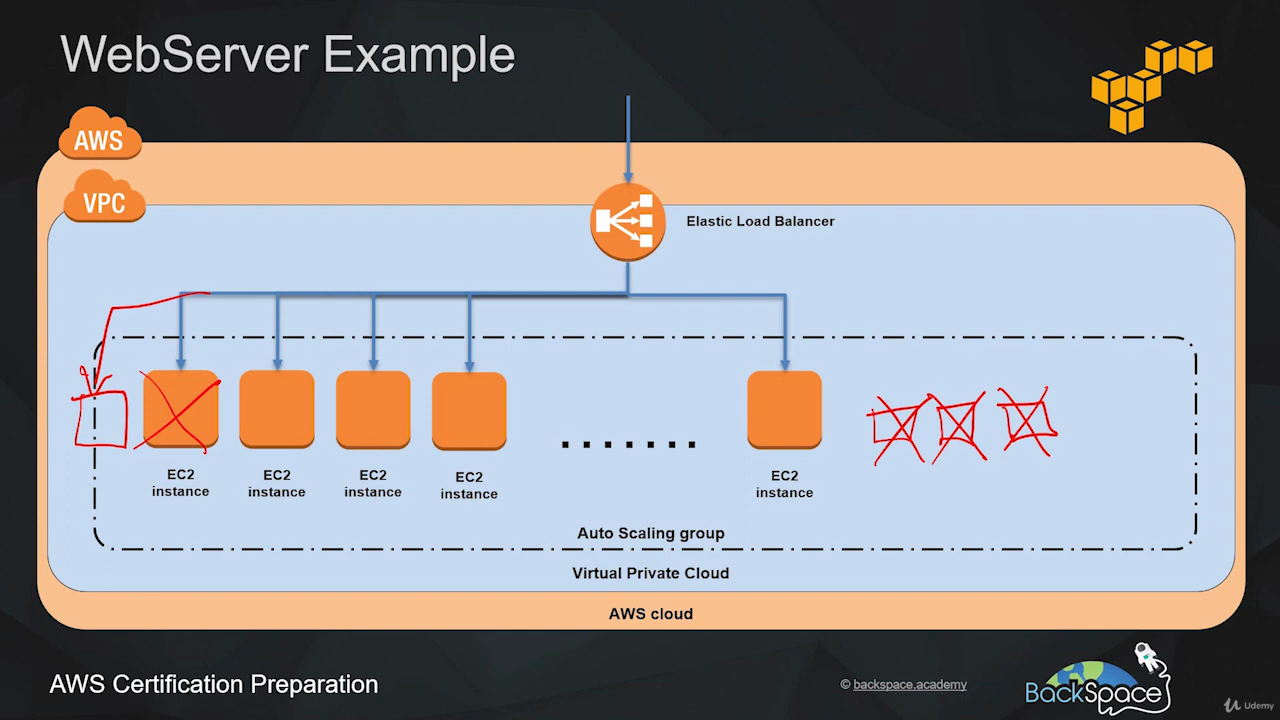 WebServer Example
AWS
VPC
Elastic Load Balancer
EC2
instance
EC2
instance
EC2
instance
EC2
instance
.......
EC2
instance
Auto Scaling group
Virtual Private Cloud
AWS cloud
AWS Certification Preparation
© backspace.academy
BackSpace
Udemy